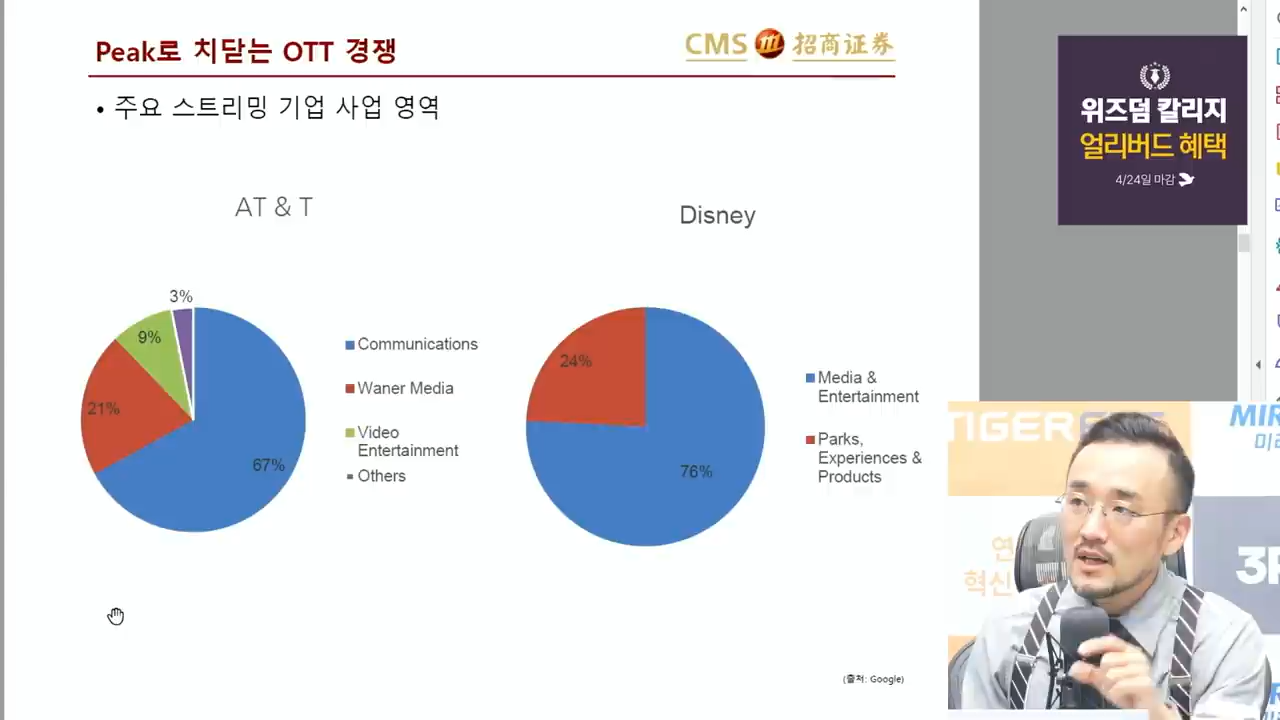 Peak로 치닫는 OTT 경쟁
CMS 招商证券
• 주요 스트리밍 기업 사업 영역
AT & T
3%
9%
21%
67%
Communications
Waner Media
Video
Entertainment
Others
Disney
24%
76%
Media &
Entertainment
Parks,
Experiences &
Products
(출처: Google)
위즈덤 칼리지
얼리버드 혜택
4/24일 마감
TIGER
혁신